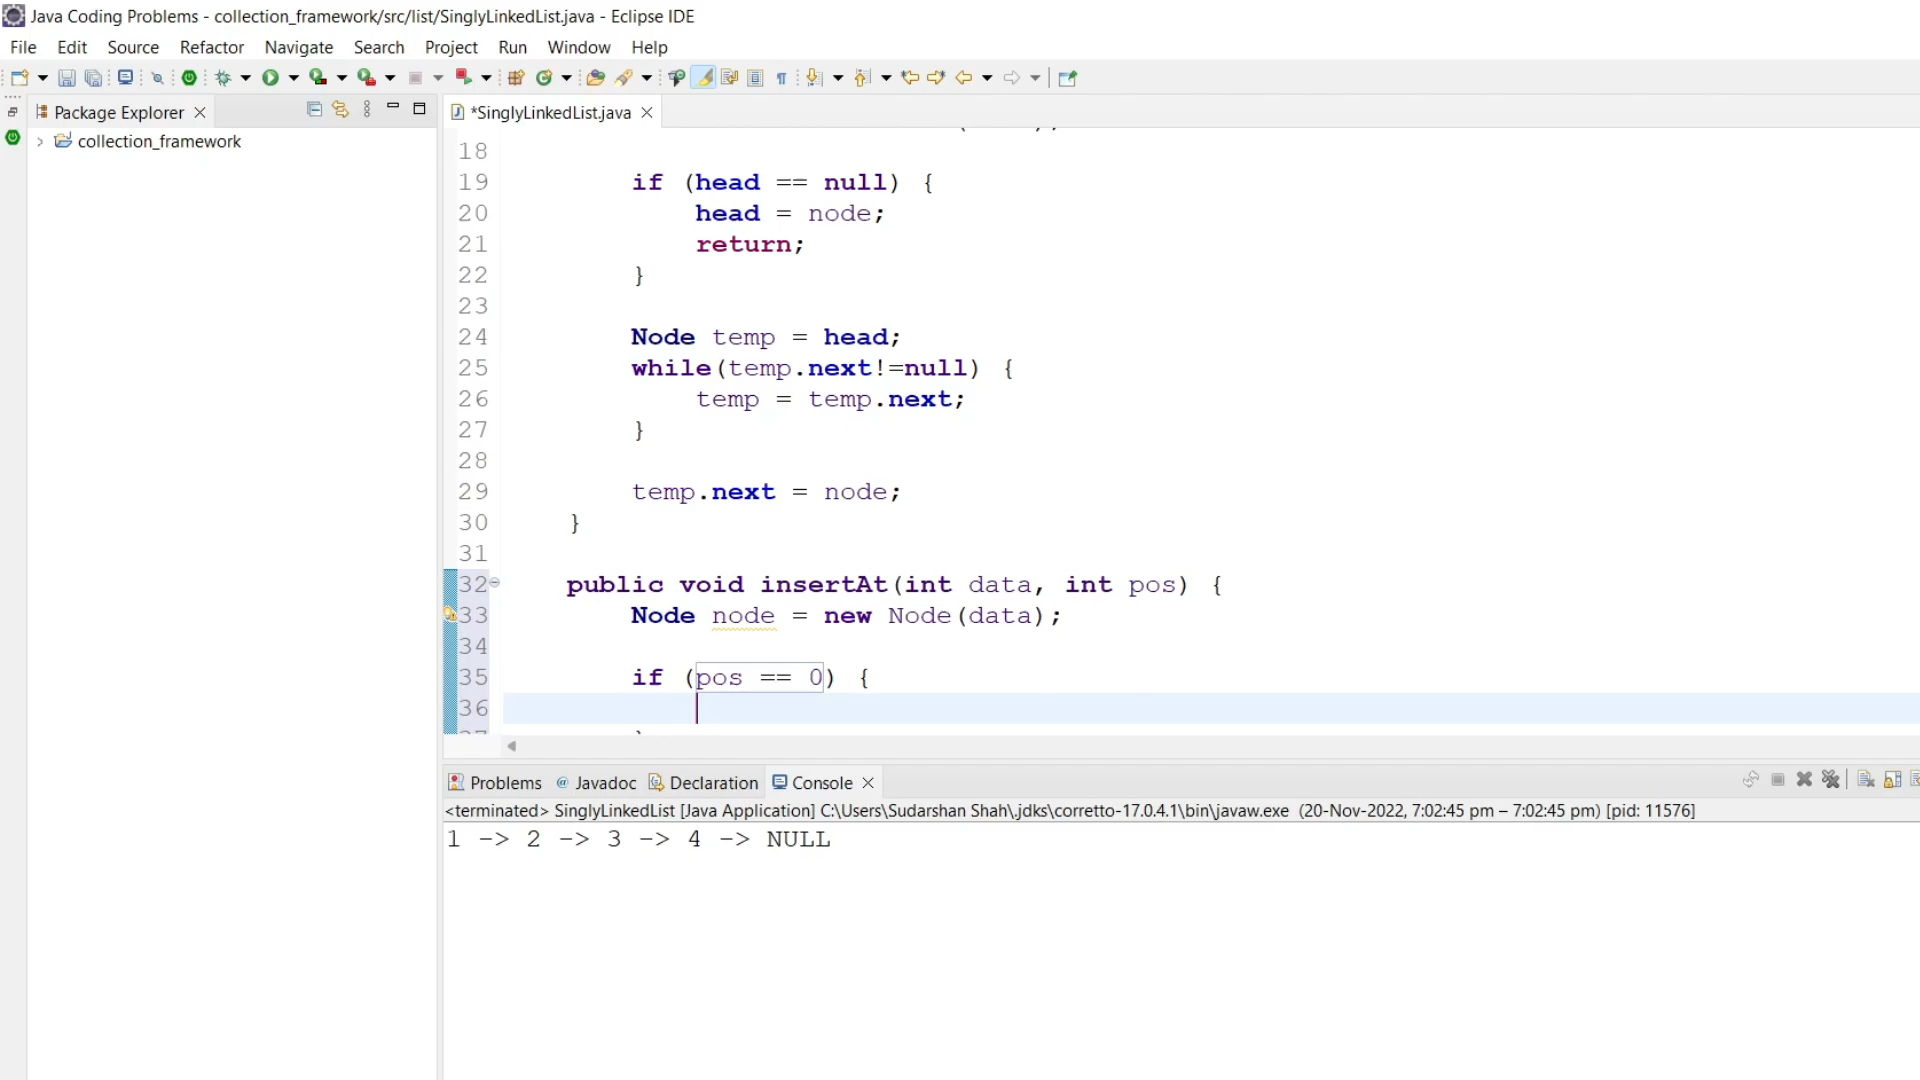 Java Coding Problems - collection_framework/src/list/SinglyLinkedList.java - Eclipse IDE
File Edit Source Refactor Navigate Search Project Run Window Help
Package Explorer
*SinglyLinkedList.java
collection_framework
18
19 if (head == null) {
20 head = node;
21 return;
22 }
23
24 Node temp = head;
25 while(temp.next!=null) {
26 temp = temp.next;
27 }
28
29 temp.next = node;
30 }
31
32 public void insertAt(int data, int pos) {
33 Node node = new Node(data);
34
35 if (pos == 0) {
36
Problems @ Javadoc Declaration Console
<terminated> SinglyLinkedList [Java Application] C:\Users\Sudarshan Shah\.jdks\corretto-17.0.4.1\bin\javaw.exe (20-Nov-2022, 7:02:45 pm – 7:02:45 pm) [pid: 11576]
1 -> 2 -> 3 -> 4 -> NULL